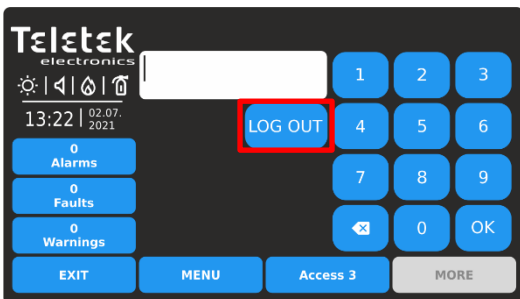 Teletek
electronics
13:22 | 02.07.
2021
0
Alarms
0
Faults
0
Warnings
LOG OUT
1 2 3
4 5 6
7 8 9
0 OK
EXIT MENU Access 3 MORE